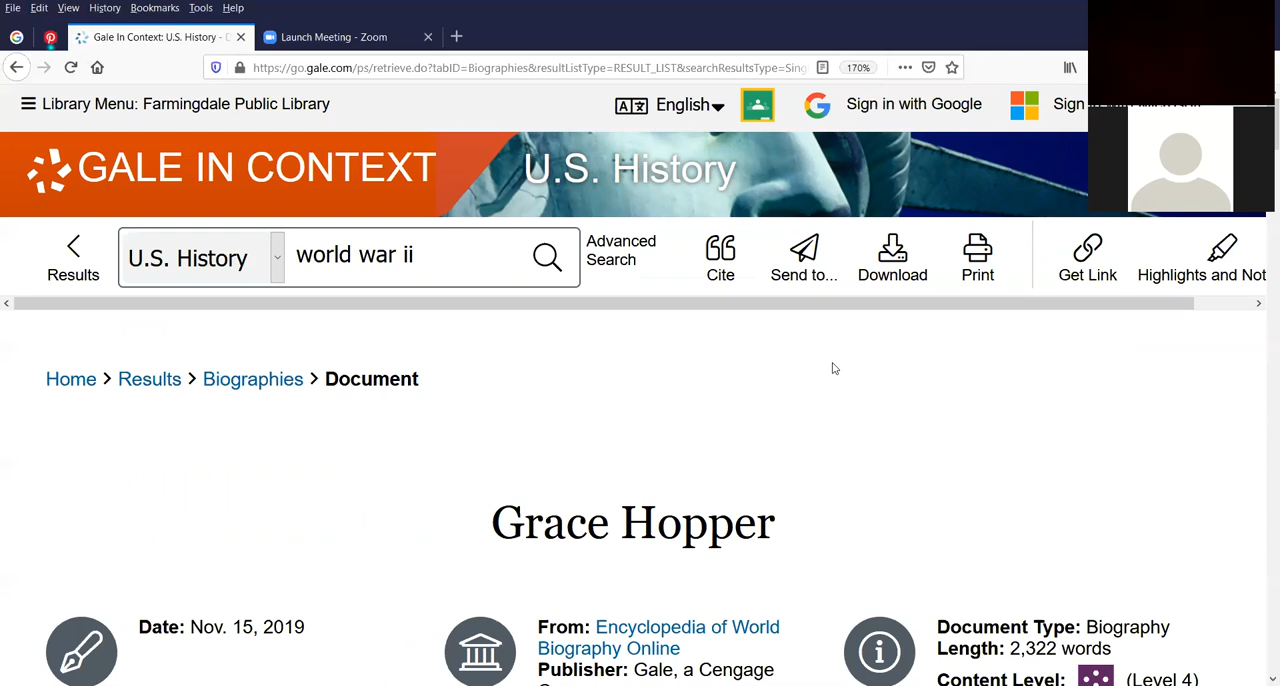 File Edit View History Bookmarks Tools Help
Gale In Context: U.S. History - Launch Meeting - Zoom
https://go.gale.com/ps/retrieve.do?tabID=Biographies&resultListType=RESULT_LIST&searchResultsType=Sing 170%
Library Menu: Farmingdale Public Library English Sign in with Google Sign
GALE IN CONTEXT U.S. History
Results U.S. History world war ii Advanced Search Cite Send to... Download Print Get Link Highlights and Not
Home > Results > Biographies > Document
Grace Hopper
Date: Nov. 15, 2019
From: Encyclopedia of World
Biography Online
Publisher: Gale, a Cengage
Document Type: Biography
Length: 2,322 words
Content Level: (Level 4)